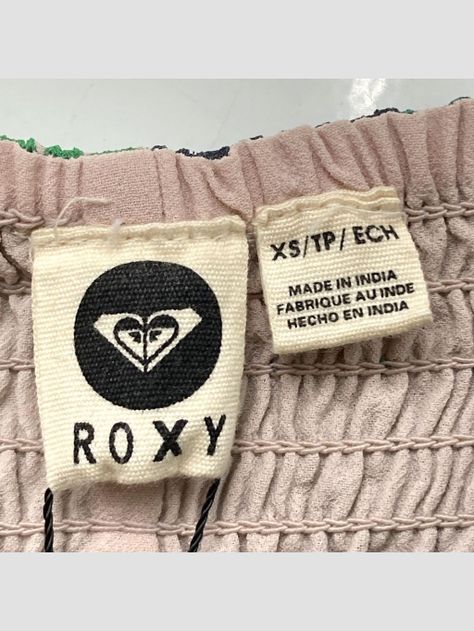 ROXY
XS/TP/ECH
MADE IN INDIA
FABRIQUE AU INDE
HECHO EN INDIA